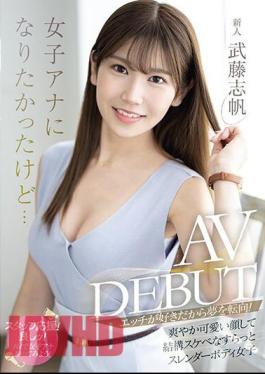 女子アナに
なりたかったけど…
新人
武藤志帆
AV
DEBUT
エッチが好きだから夢を転向!
爽やか可愛い顔して
結構スケベなすらっと
スレンダーボディ女子
HD